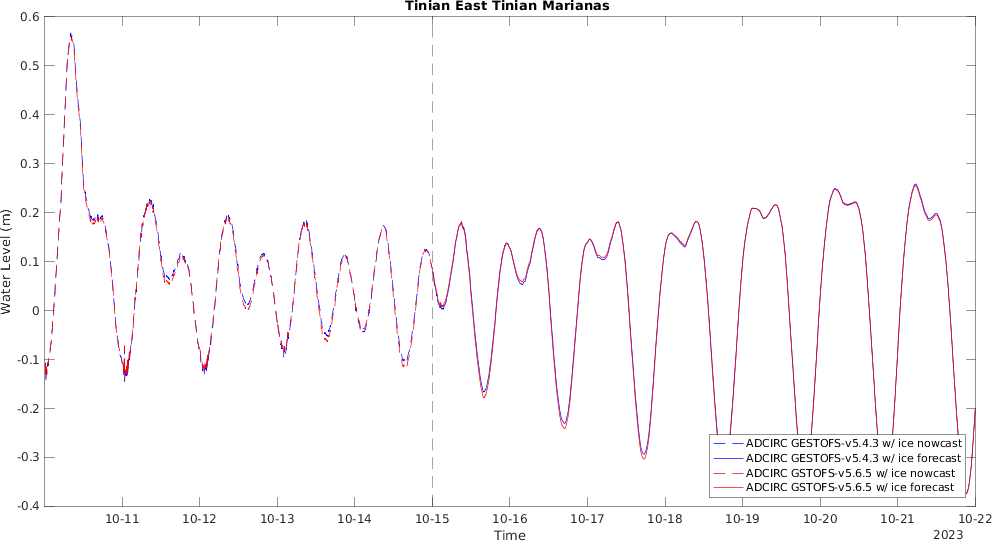 Tinian East Tinian Marianas
0.6
0.5
0.4
0.3
0.2
0.1
0
-0.1
-0.2
-0.3
-0.4
Water Level (m)
ADCIRC GESTOFS-v5.4.3 w/ ice nowcast
ADCIRC GESTOFS-v5.4.3 w/ ice forecast
ADCIRC GSTOFS-v5.6.5 w/ ice nowcast
ADCIRC GSTOFS-v5.6.5 w/ ice forecast
10-11 10-12 10-13 10-14 10-15 10-16 10-17 10-18 10-19 10-20 10-21 10-22
Time
2023